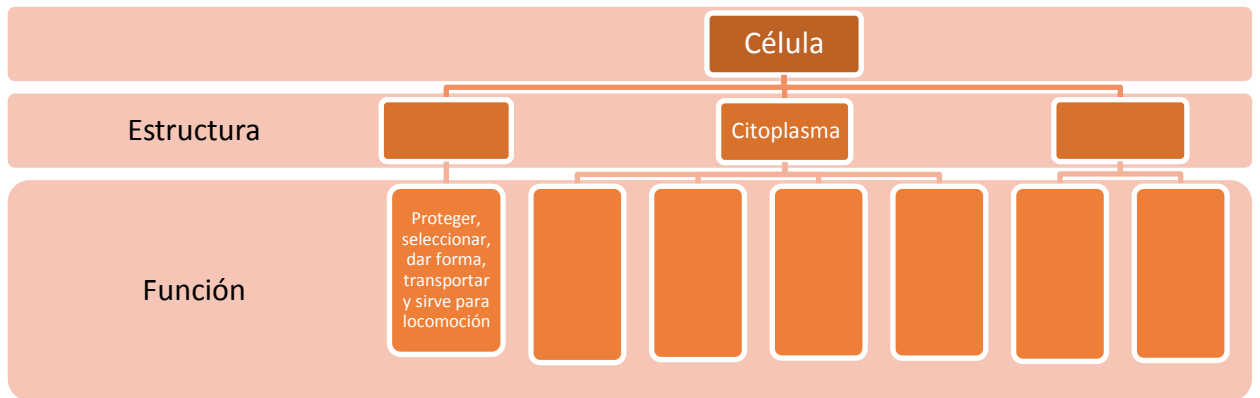 Célula
Estructura
Citoplasma
Función
Proteger,
seleccionar,
dar forma,
transportar
y sirve para
locomoción